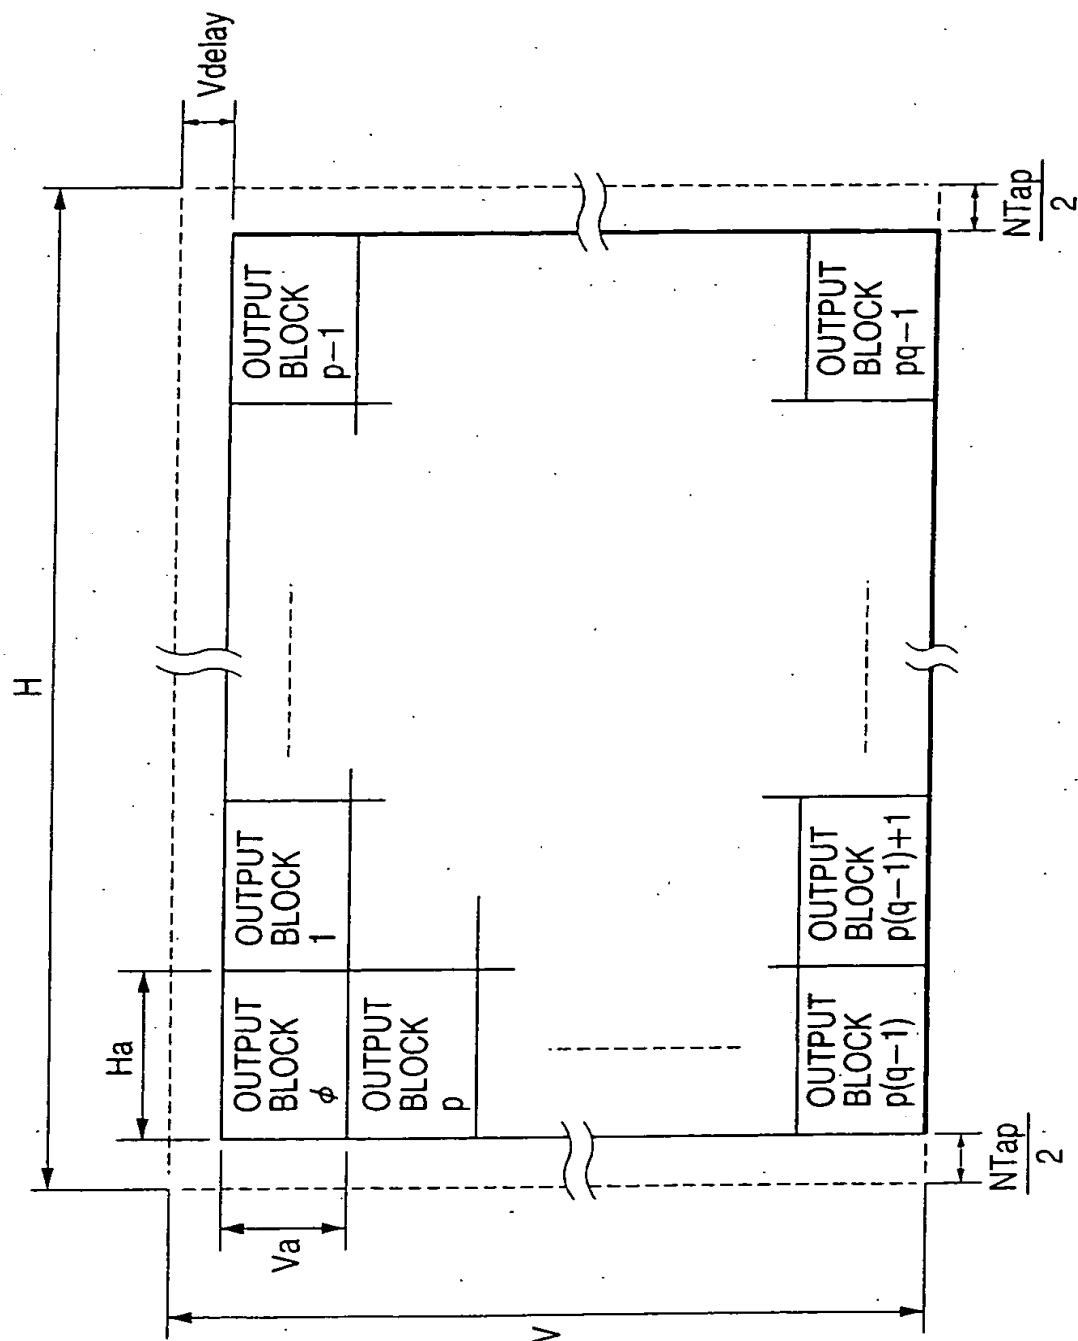 H
Vdelay
Ha
OUTPUT
BLOCK
φ
OUTPUT
BLOCK
1
OUTPUT
BLOCK
p−1
Va
OUTPUT
BLOCK
p
V
OUTPUT
BLOCK
p(q−1)
OUTPUT
BLOCK
p(q−1)+1
OUTPUT
BLOCK
pq−1
NTap
2
NTap
2